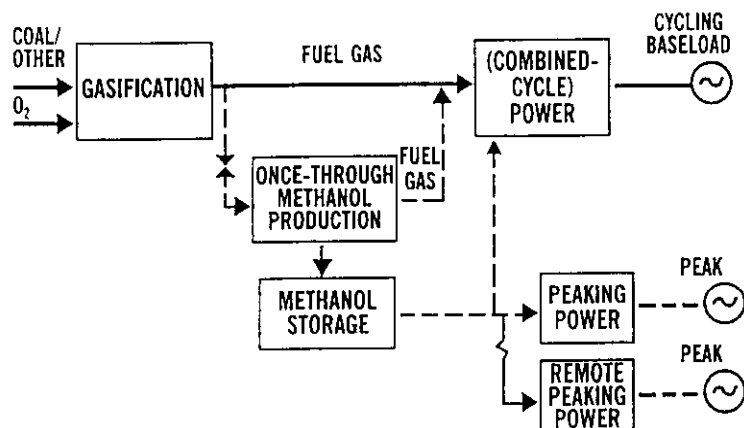 COAL/
OTHER
O₂
GASIFICATION
FUEL GAS
(COMBINED-
CYCLE)
POWER
CYCLING
BASELOAD
ONCE-THROUGH
METHANOL
PRODUCTION
FUEL
GAS
METHANOL
STORAGE
PEAKING
POWER
PEAK
REMOTE
PEAKING
POWER
PEAK